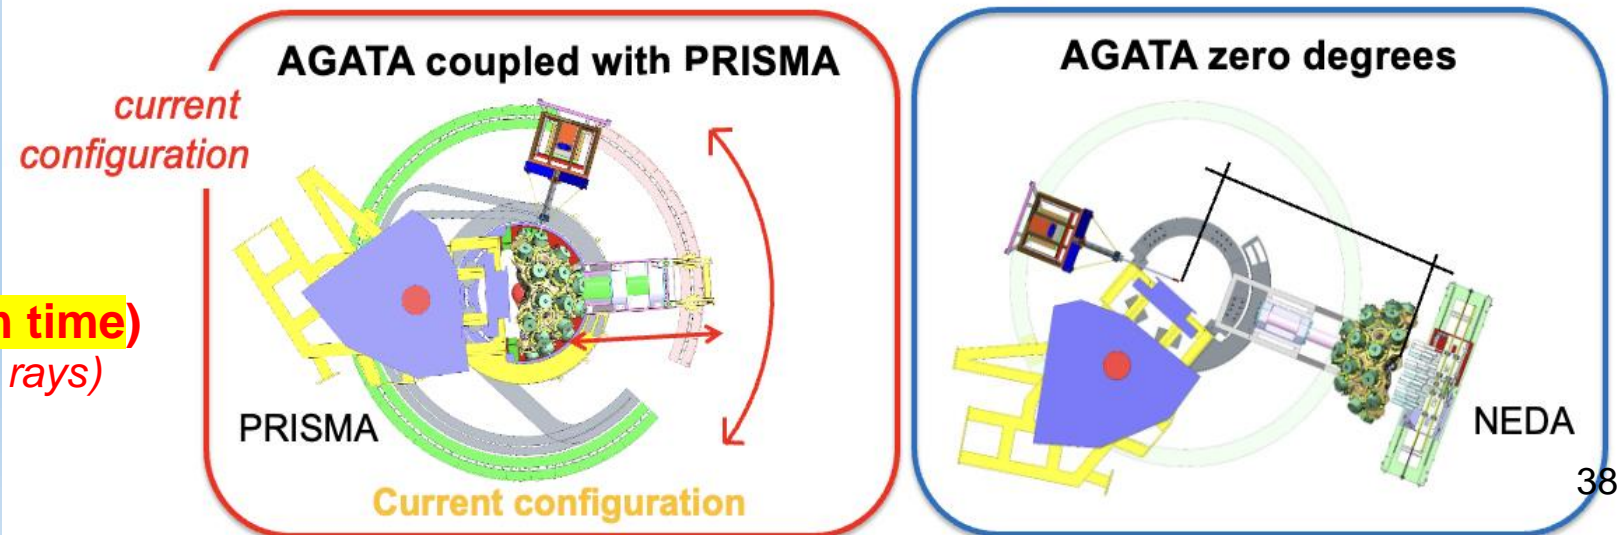 AGATA coupled with PRISMA
current
configuration
time)
rays)
PRISMA
Current configuration
AGATA zero degrees
NEDA
38